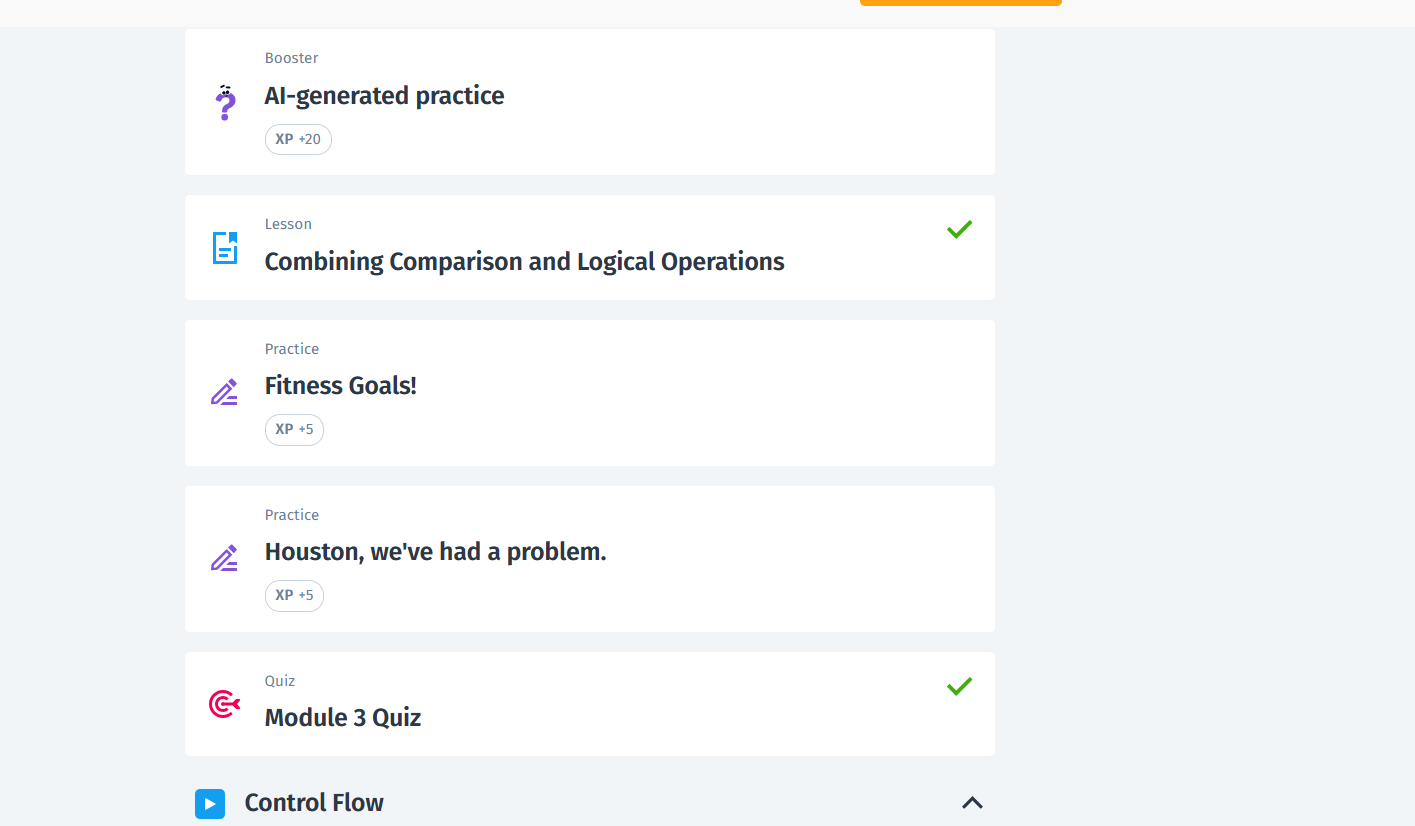 Booster
AI-generated practice
XP +20
Lesson
Combining Comparison and Logical Operations
Practice
Fitness Goals!
XP +5
Practice
Houston, we've had a problem.
XP +5
Quiz
Module 3 Quiz
Control Flow